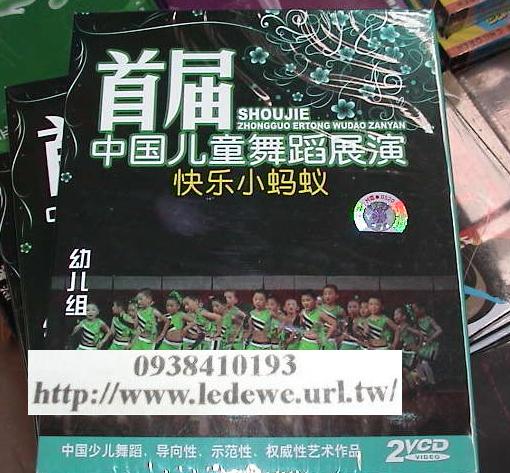 首届
SHOUJIE
ZHONGGUO ERTONG WUDAO ZANYAN
中国儿童舞蹈展演
快乐小蚂蚁
幼儿组
0938410193
http://www.ledewe.url.tw/
中国少儿舞蹈、导向性、示范性、权威性艺术作品
2VCD
VIDEO